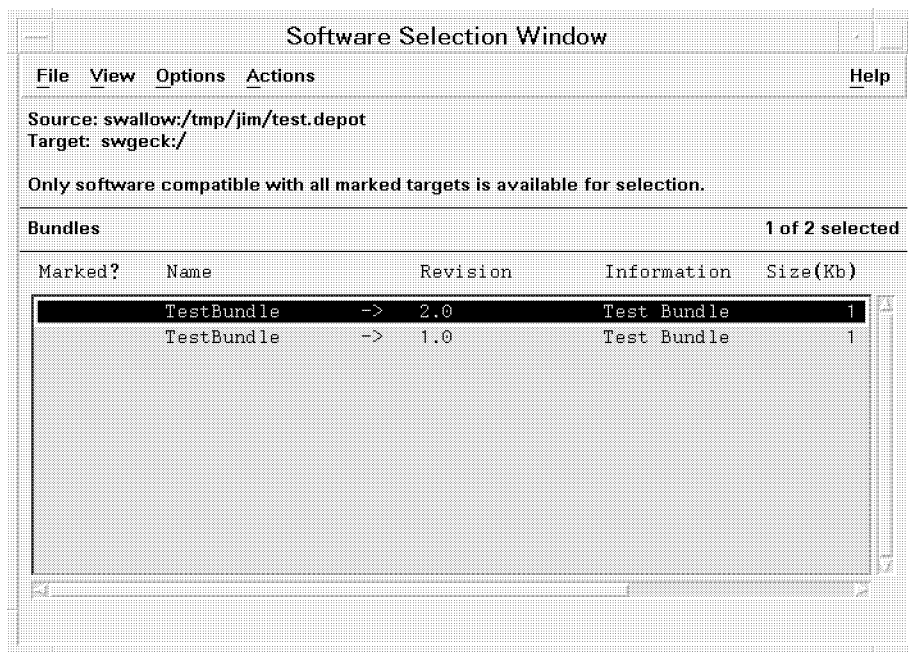 Software Selection Window
File View Options Actions Help
Source: swallow:/tmp/jim/test.depot
Target: swgeck:/
Only software compatible with all marked targets is available for selection.
Bundles 1 of 2 selected
Marked? Name Revision Information Size(Kb)
TestBundle -> 2.0 Test Bundle 1
TestBundle -> 1.0 Test Bundle 1